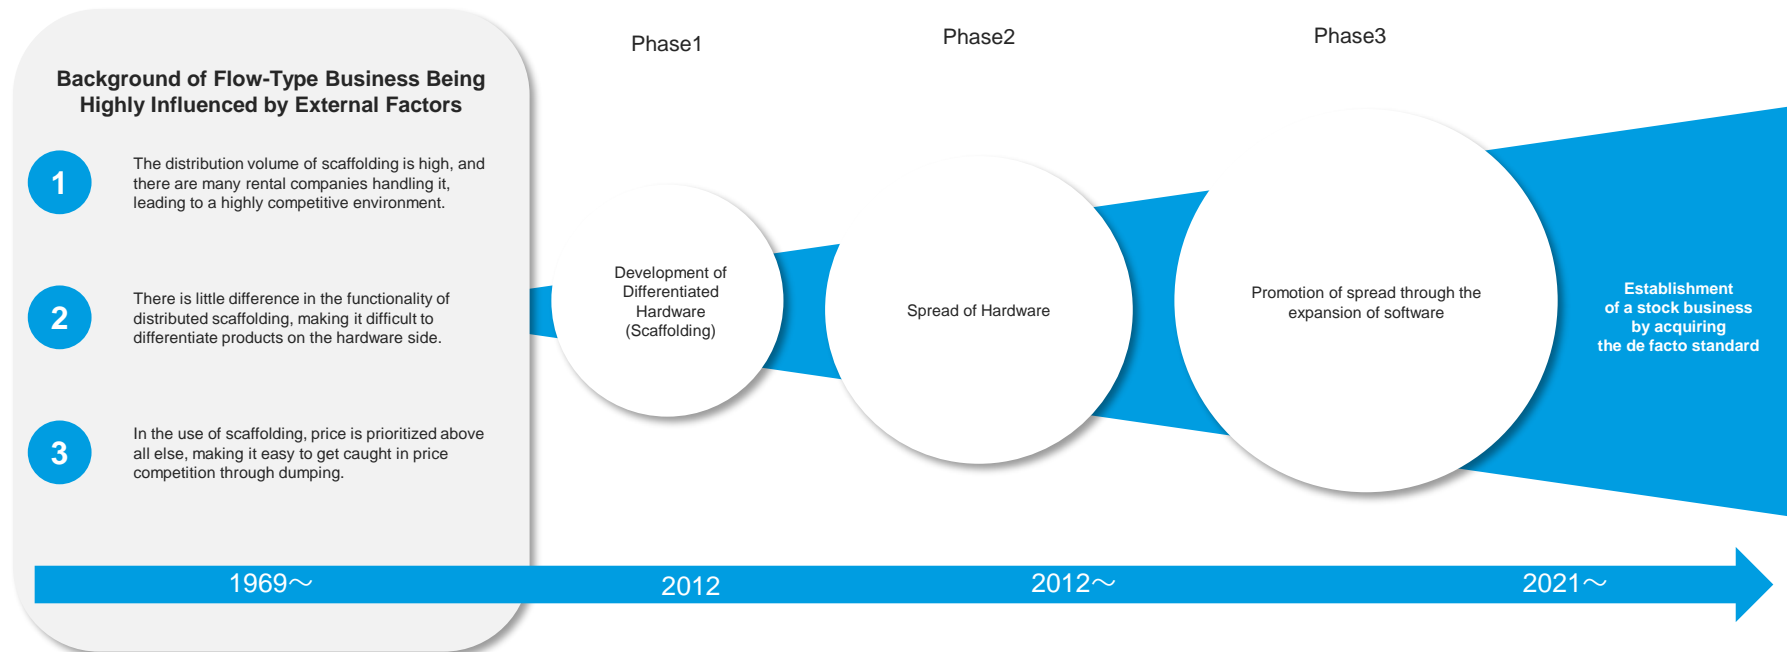 Background of Flow-Type Business Being
Highly Influenced by External Factors
1
The distribution volume of scaffolding is high, and
there are many rental companies handling it,
leading to a highly competitive environment.
2
There is little difference in the functionality of
distributed scaffolding, making it difficult to
differentiate products on the hardware side.
3
In the use of scaffolding, price is prioritized above
all else, making it easy to get caught in price
competition through dumping.
Phase1
Development of
Differentiated
Hardware
(Scaffolding)
Phase2
Spread of Hardware
Phase3
Promotion of spread through the
expansion of software
Establishment
of a stock business
by acquiring
the de facto standard
1969～
2012
2012～
2021～